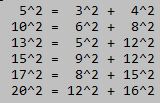 5^2 = 3^2 + 4^2
10^2 = 6^2 + 8^2
13^2 = 5^2 + 12^2
15^2 = 9^2 + 12^2
17^2 = 8^2 + 15^2
20^2 = 12^2 + 16^2